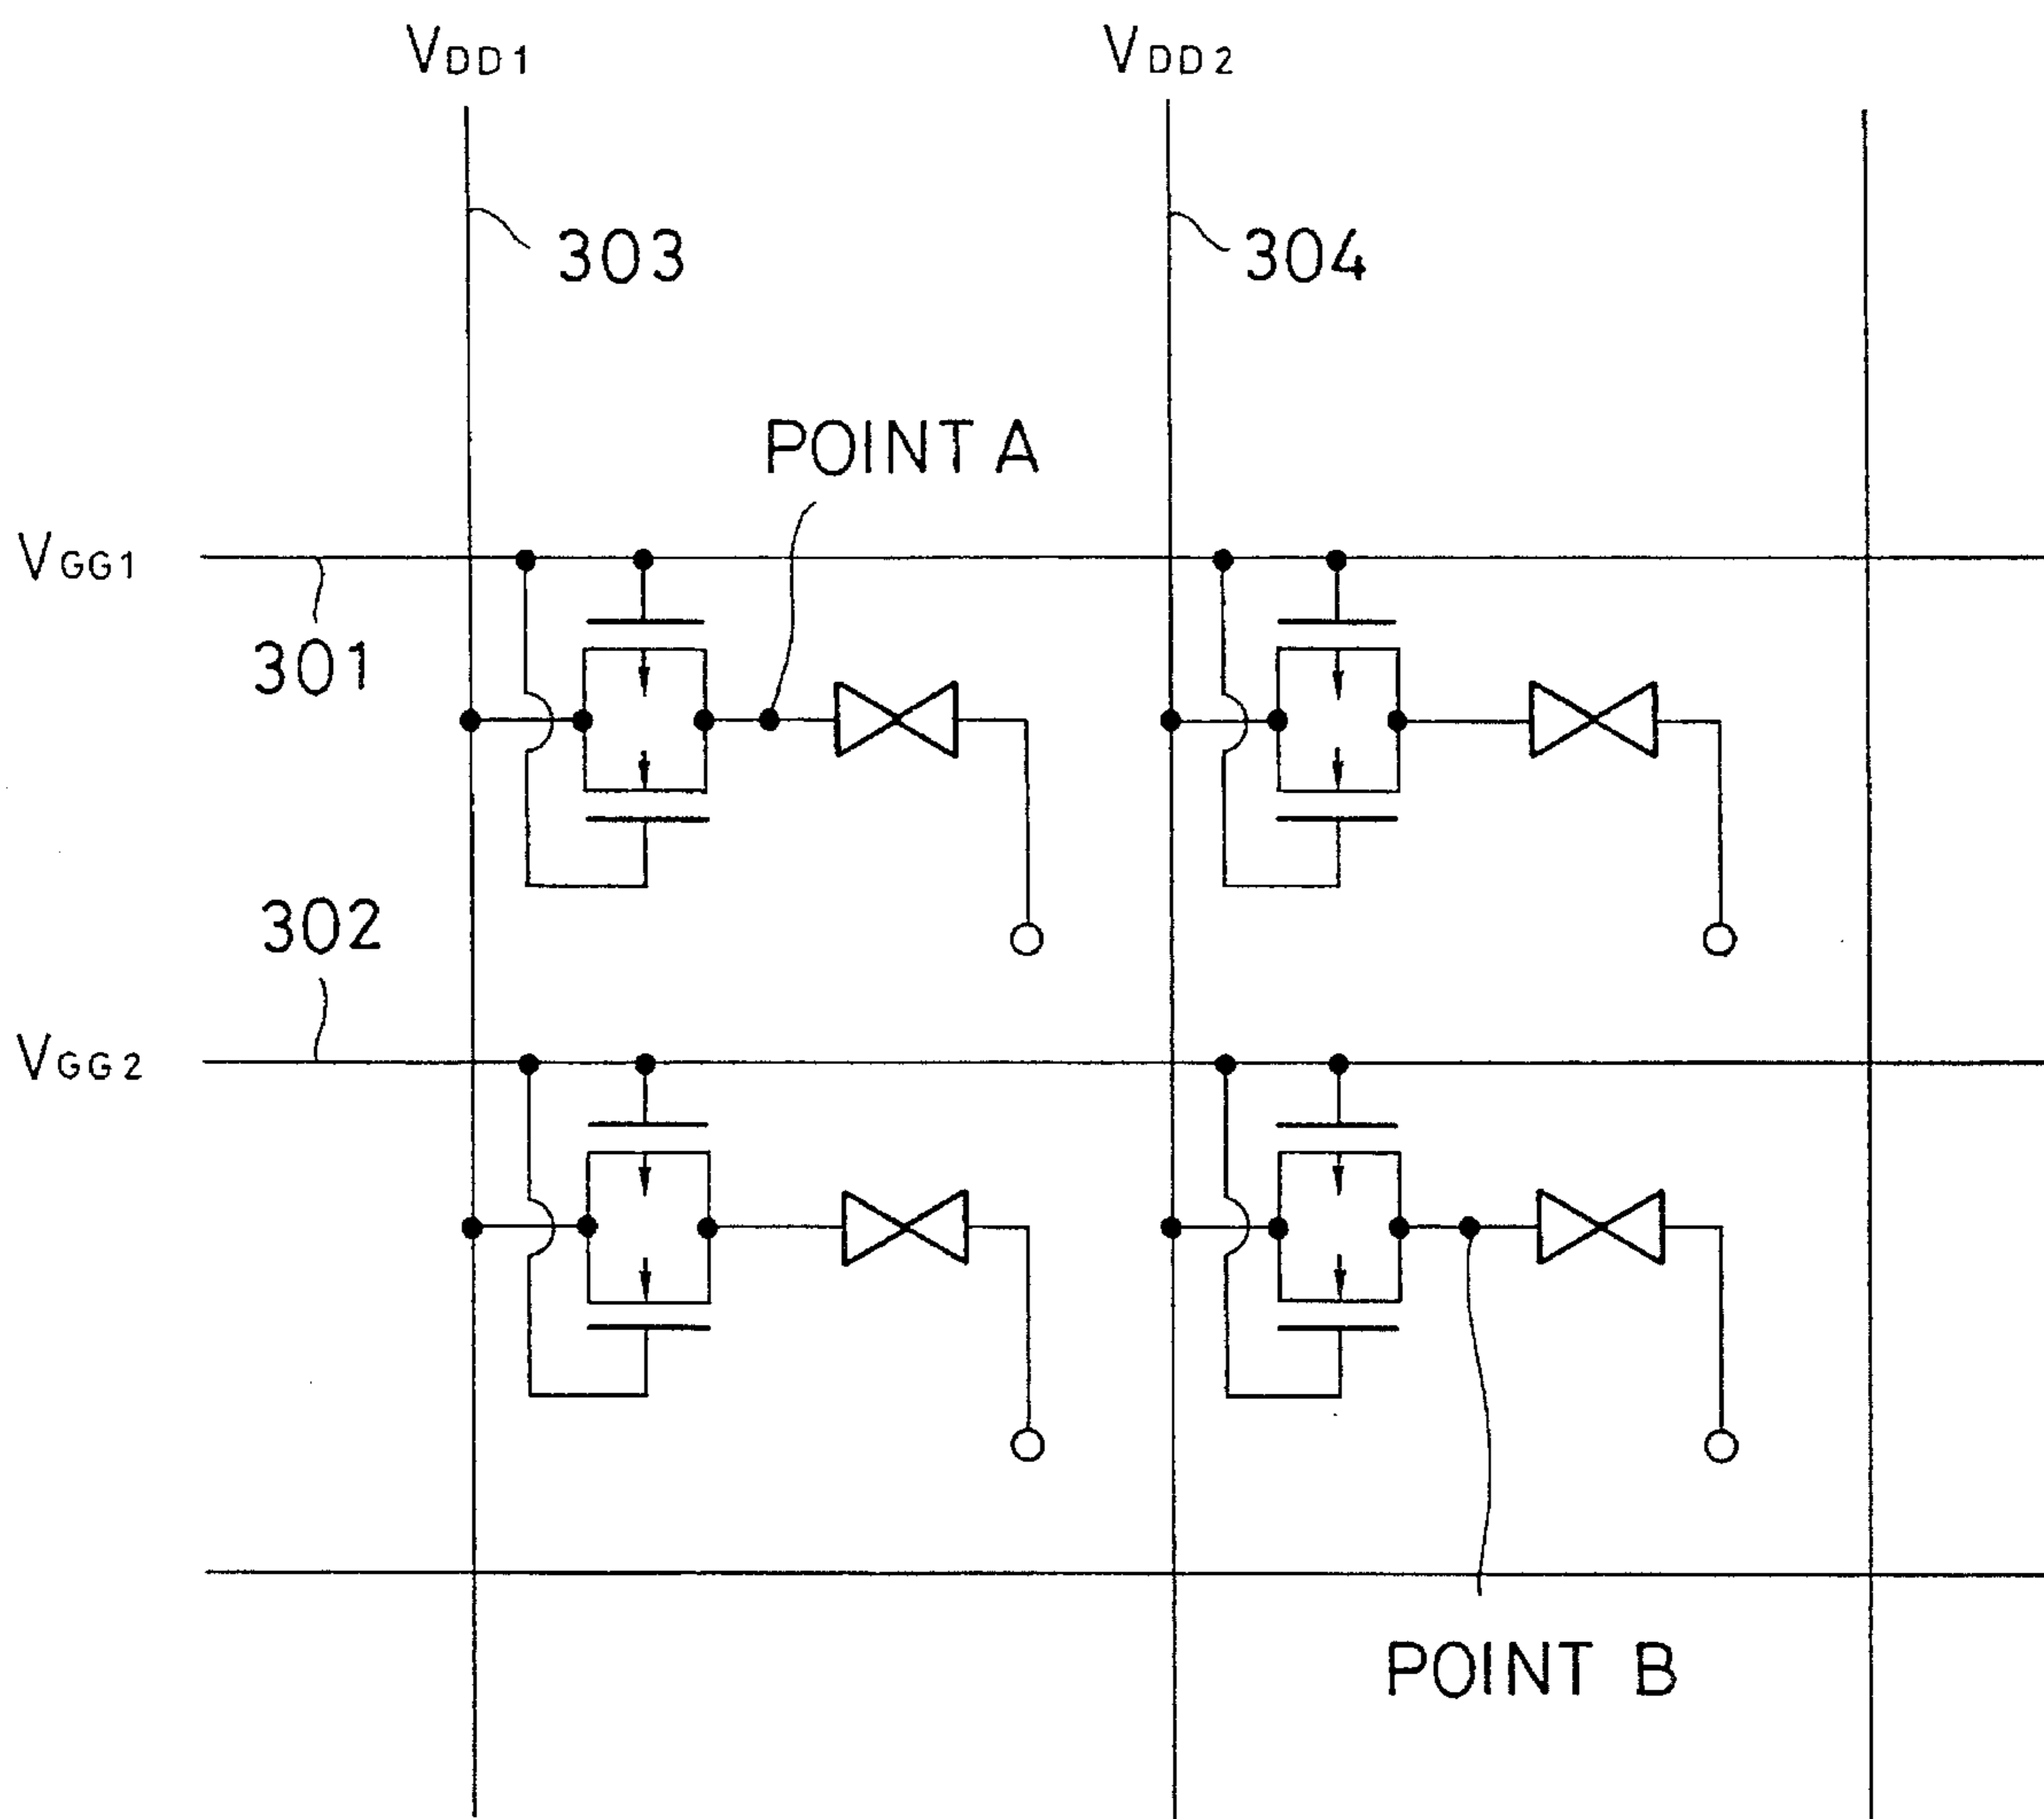 VDD1 VDD2
303 304
POINT A
VGG1
301
302
VGG2
POINT B